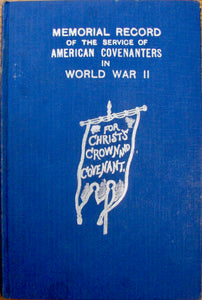 MEMORIAL RECORD
OF THE SERVICE OF
AMERICAN COVENANTERS
IN
WORLD WAR II
FOR
CHRIST'S
CROWN AND
COVENANT.